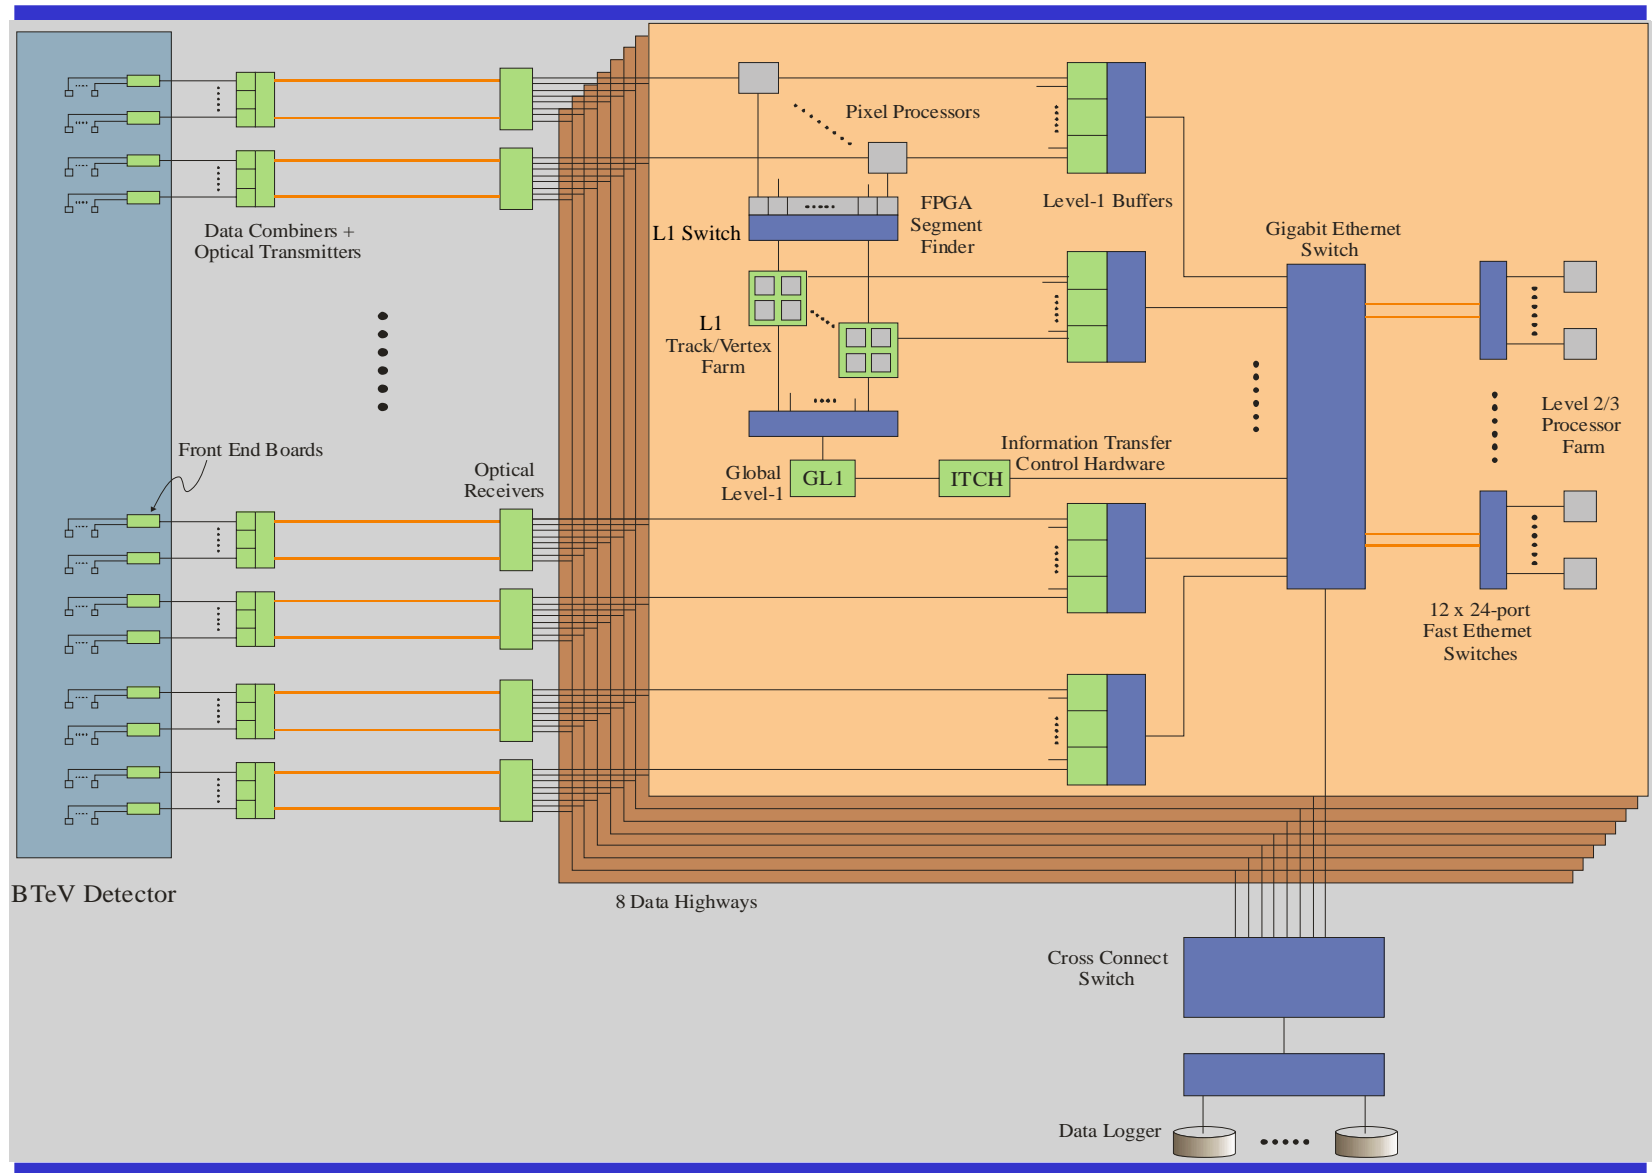 Pixel Processors
Level-1 Buffers
FPGA
Segment
Finder
L1 Switch
Data Combiners +
Optical Transmitters
Gigabit Ethernet
Switch
L1
Track/Vertex
Farm
Level 2/3
Processor
Farm
Front End Boards
Optical
Receivers
Global
Level-1
GL1
ITCH
Information Transfer
Control Hardware
12 x 24-port
Fast Ethernet
Switches
BTeV Detector
8 Data Highways
Cross Connect
Switch
Data Logger